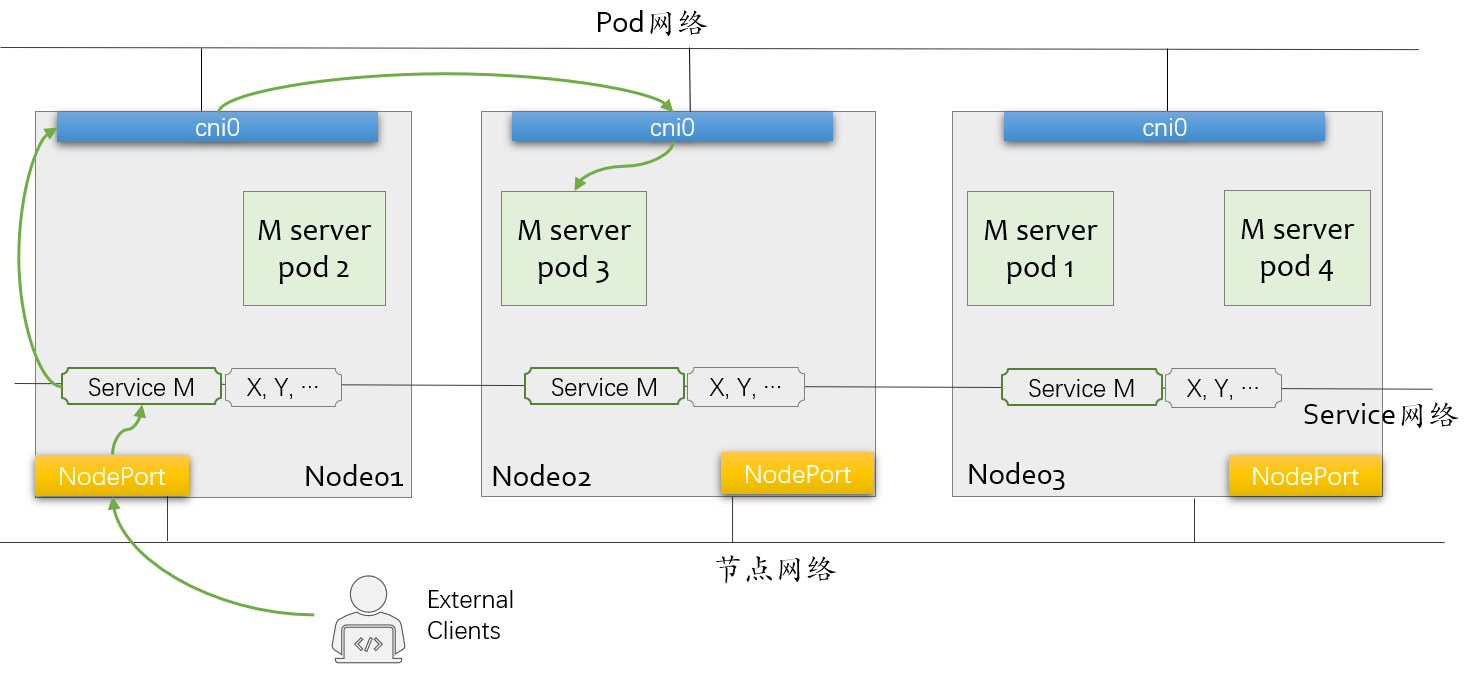 Pod网络
cni0
cni0
cni0
M server
pod 2
M server
pod 3
M server
pod 1
M server
pod 4
Service M
X, Y, ...
Service M
X, Y, ...
Service M
X, Y, ...
Service网络
NodePort
Node01
Node02
NodePort
Node03
NodePort
节点网络
</>
External
Clients